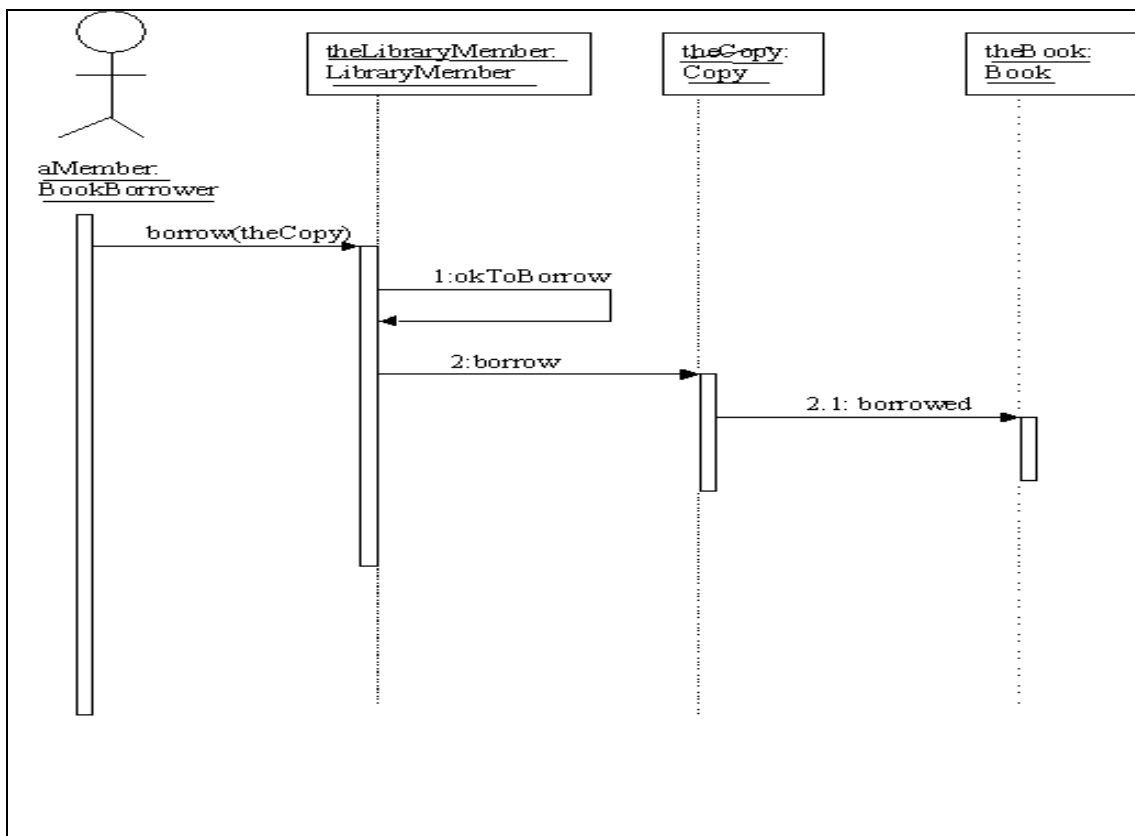 theLibraryMember:
LibraryMember
theCopy:
Copy
theBook:
Book
aMember:
BookBorrower
borrow(theCopy)
1:okToBorrow
2:borrow
2.1: borrowed